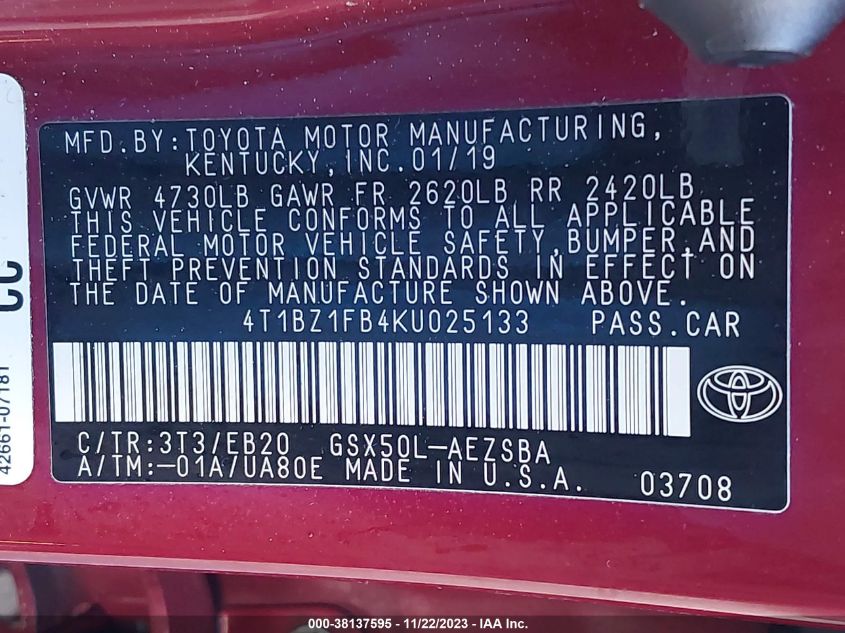 MFD.BY:TOYOTA MOTOR MANUFACTURING,
KENTUCKY,INC.01/19
GVWR 4730LB GAWR FR 2620LB RR 2420LB
THIS VEHICLE CONFORMS TO ALL APPLICABLE
FEDERAL MOTOR VEHICLE SAFETY,BUMPER,AND
THEFT PREVENTION STANDARDS IN EFFECT ON
THE DATE OF MANUFACTURE SHOWN ABOVE.
4T1BZ1FB4KU025133 PASS.CAR
C/TR:3T3/EB20 GSX50L-AEZSBA
A/TM:-01A/UA80E MADE IN U.S.A. 03708
42661-07181
CC
000-38137595 - 11/22/2023 - IAA Inc.